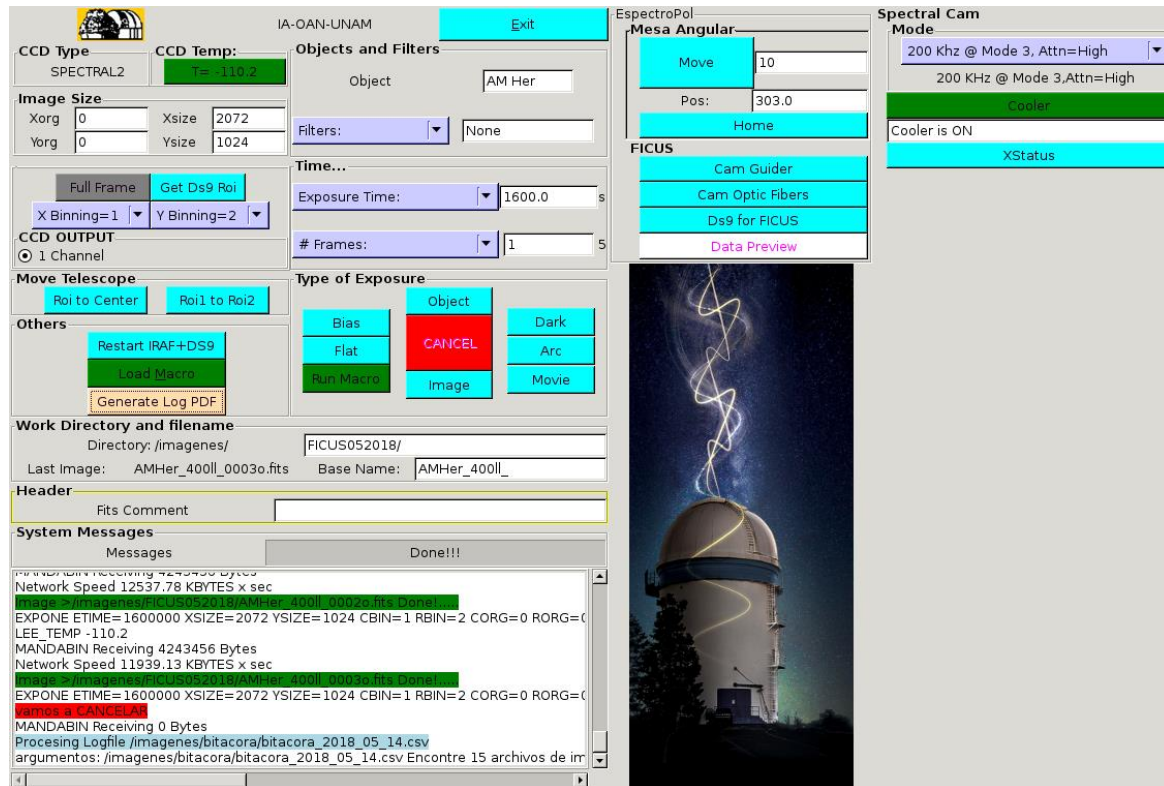 IA-OAN-UNAM
Exit
CCD Type
SPECTRAL2
CCD Temp:
T= -110.2
Image Size
Xorg 0 Xsize 2072
Yorg 0 Ysize 1024
Full Frame Get Ds9 Roi
X Binning=1 Y Binning=2
CCD OUTPUT
1 Channel
Move Telescope
Roi to Center Roi1 to Roi2
Others
Restart IRAF+DS9
Load Macro
Generate Log PDF
Objects and Filters
Object AM Her
Filters: None
Time...
Exposure Time: 1600.0 s
# Frames: 1 5
Type of Exposure
Object
Bias CANCEL Dark
Flat Arc
Run Macro Image Movie
Work Directory and filename
Directory: /imagenes/ FICUS052018/
Last Image: AMHer_400ll_0003o.fits Base Name: AMHer_400ll_
Header
Fits Comment
System Messages
Messages Done!!!
MANDABIN Receiving 4243456 Bytes
Network Speed 12537.78 KBYTES x sec
Image >/imagenes/FICUS052018/AMHer_400ll_0002o.fits Done!.....
EXPONE ETIME=1600000 XSIZE=2072 YSIZE=1024 CBIN=1 RBIN=2 CORG=0 RORG=
LEE_TEMP -110.2
MANDABIN Receiving 4243456 Bytes
Network Speed 11939.13 KBYTES x sec
Image >/imagenes/FICUS052018/AMHer_400ll_0003o.fits Done!.....
EXPONE ETIME=1600000 XSIZE=2072 YSIZE=1024 CBIN=1 RBIN=2 CORG=0 RORG=
vamos a CANCELAR
MANDABIN Receiving 0 Bytes
Procesing Logfile /imagenes/bitacora/bitacora_2018_05_14.csv
argumentos: /imagenes/bitacora/bitacora_2018_05_14.csv Encontre 15 archivos de im
EspectroPol
Mesa Angular
Move 10
Pos: 303.0
Home
FICUS
Cam Guider
Cam Optic Fibers
Ds9 for FICUS
Data Preview
Spectral Cam
Mode
200 Khz @ Mode 3, Attn=High
200 KHz @ Mode 3,Attn=High
Cooler
Cooler is ON
XStatus